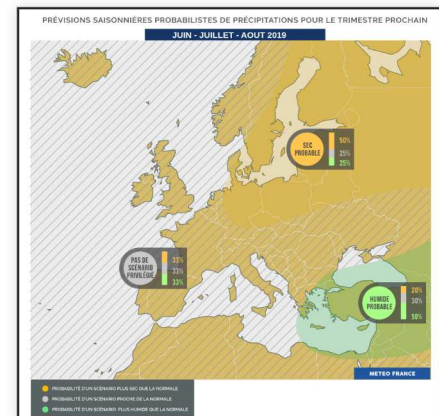 PRÉVISIONS SAISONNIÈRES PROBABILISTES DE PRÉCIPITATIONS POUR LE TRIMESTRE PROCHAIN
JUIN - JUILLET - AOUT 2019
SEC PROBABLE
50%
25%
25%
PAS DE SCÉNARIO PRIVILÉGIÉ
33%
33%
33%
HUMIDE PROBABLE
20%
30%
50%
METEO FRANCE
PROBABILITÉ D'UN SCÉNARIO PLUS SEC QUE LA NORMALE
PROBABILITÉ D'UN SCÉNARIO PROCHE DE LA NORMALE
PROBABILITÉ D'UN SCÉNARIO PLUS HUMIDE QUE LA NORMALE